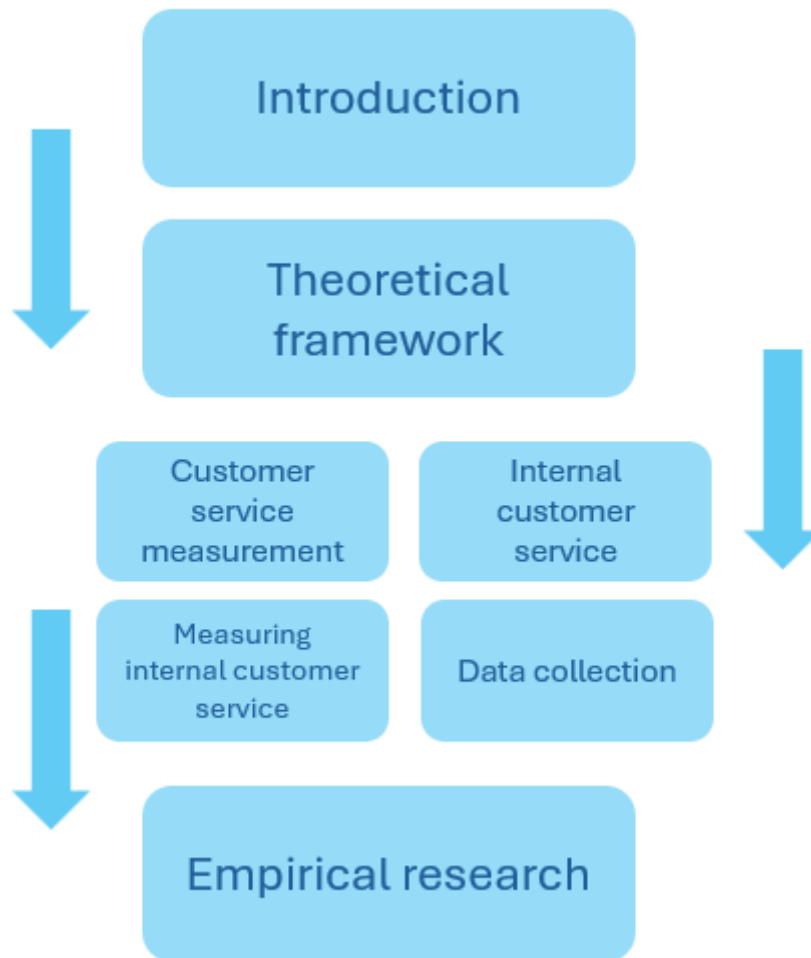 Introduction
Theoretical
framework
Customer
service
measurement
Internal
customer
service
Measuring
internal customer
service
Data collection
Empirical research